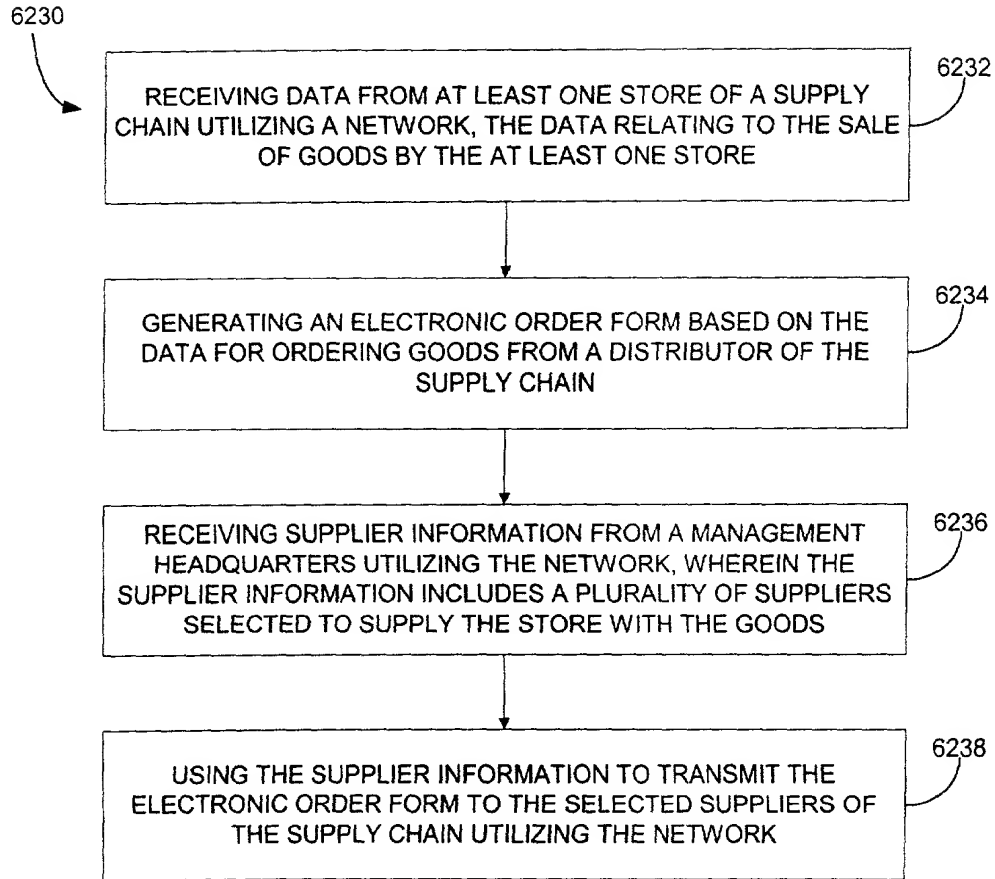 6230
6232
RECEIVING DATA FROM AT LEAST ONE STORE OF A SUPPLY
CHAIN UTILIZING A NETWORK, THE DATA RELATING TO THE SALE
OF GOODS BY THE AT LEAST ONE STORE
6234
GENERATING AN ELECTRONIC ORDER FORM BASED ON THE
DATA FOR ORDERING GOODS FROM A DISTRIBUTOR OF THE
SUPPLY CHAIN
6236
RECEIVING SUPPLIER INFORMATION FROM A MANAGEMENT
HEADQUARTERS UTILIZING THE NETWORK, WHEREIN THE
SUPPLIER INFORMATION INCLUDES A PLURALITY OF SUPPLIERS
SELECTED TO SUPPLY THE STORE WITH THE GOODS
6238
USING THE SUPPLIER INFORMATION TO TRANSMIT THE
ELECTRONIC ORDER FORM TO THE SELECTED SUPPLIERS OF
THE SUPPLY CHAIN UTILIZING THE NETWORK